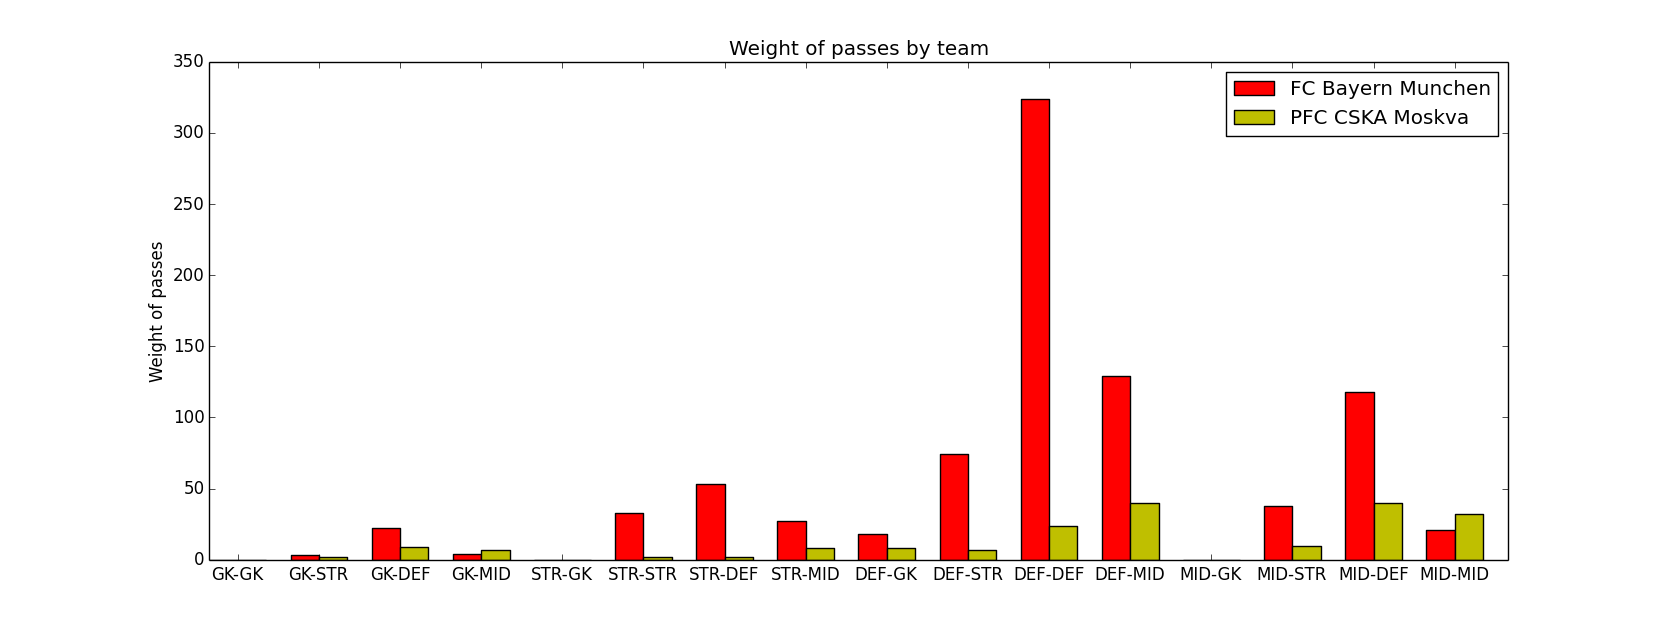 Weight of passes by team
350
300
250
200
150
100
50
0
Weight of passes
FC Bayern Munchen
PFC CSKA Moskva
GK-GK GK-STR GK-DEF GK-MID STR-GK STR-STR STR-DEF STR-MID DEF-GK DEF-STR DEF-DEF DEF-MID MID-GK MID-STR MID-DEF MID-MID